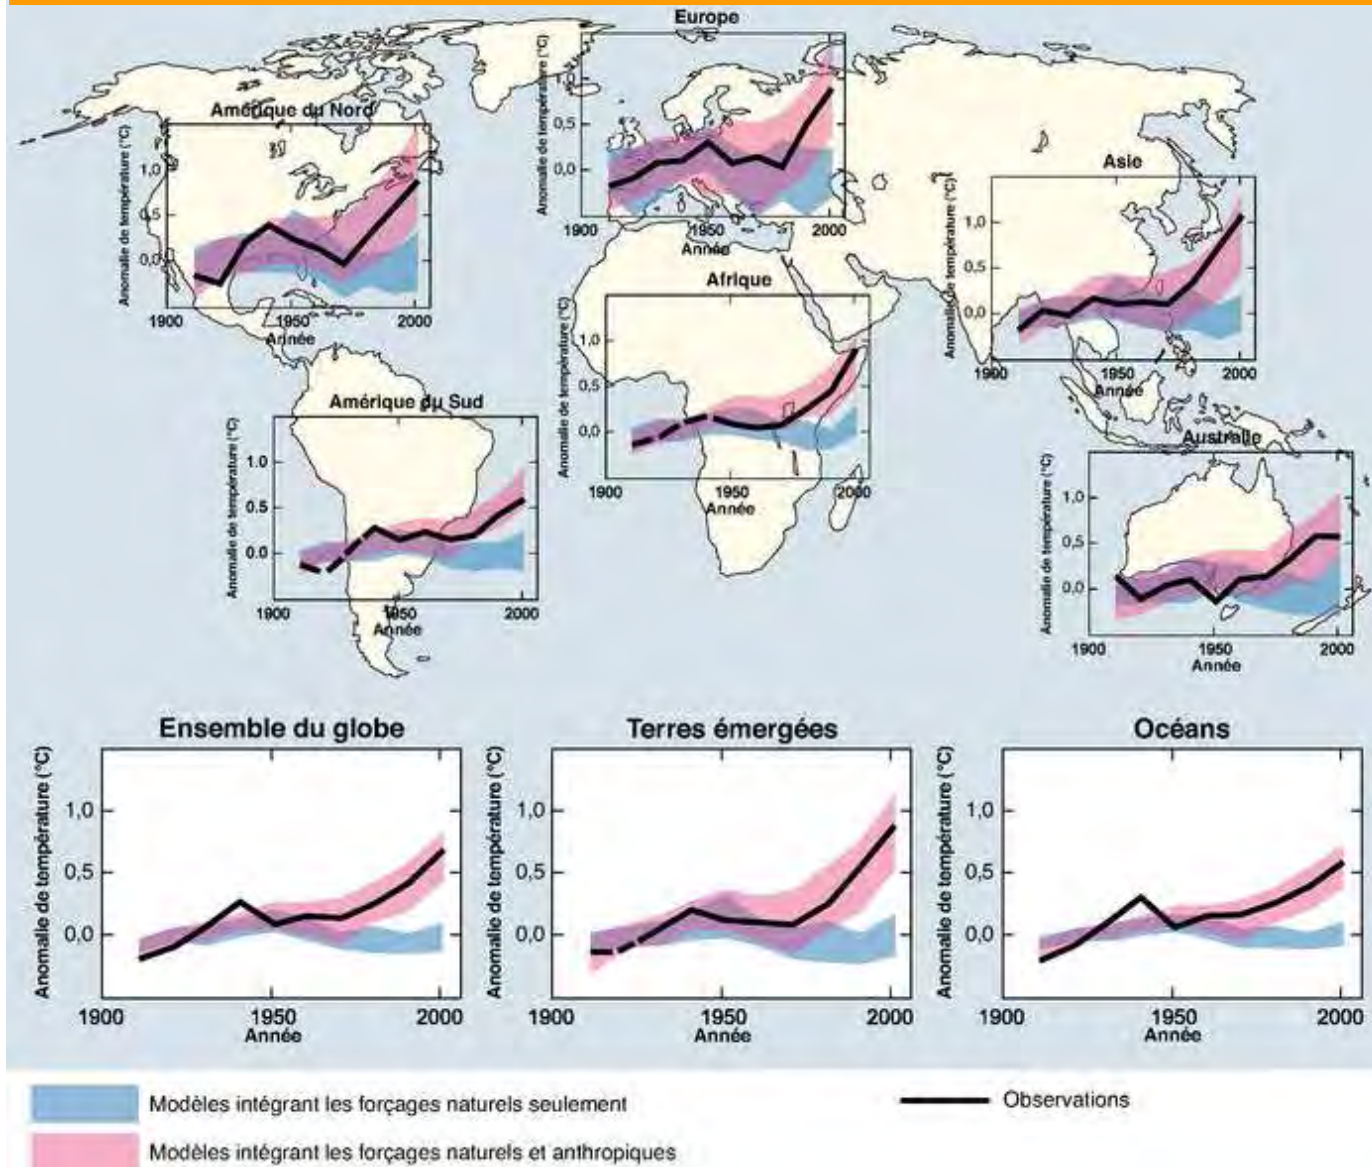 Europe
Anomalie de température (°C)
1,0
0,5
0,0
1900
1950
2000
Année
Amérique du Nord
Anomalie de température (°C)
1,0
0,5
0,0
1900
1950
2000
Année
Asie
Anomalie de température (°C)
1,0
0,5
0,0
1900
1950
2000
Année
Afrique
Anomalie de température (°C)
1,0
0,5
0,0
1900
1950
2000
Année
Amérique du Sud
Anomalie de température (°C)
1.0
0.5
0.0
1900
1950
2000
Année
Australie
Anomalie de température (°C)
1,0
0,5
0,0
1900
1950
2000
Année
Ensemble du globe
Anomalie de température (°C)
1,0
0,5
0,0
1900
1950
2000
Année
Terres émergées
Anomalie de température (°C)
1,0
0,5
0,0
1900
1950
2000
Année
Océans
Anomalie de température (°C)
1,0
0,5
0,0
1900
1950
2000
Année
Modèles intégrant les forçages naturels seulement
Observations
Modèles intégrant les forçages naturels et anthropiques